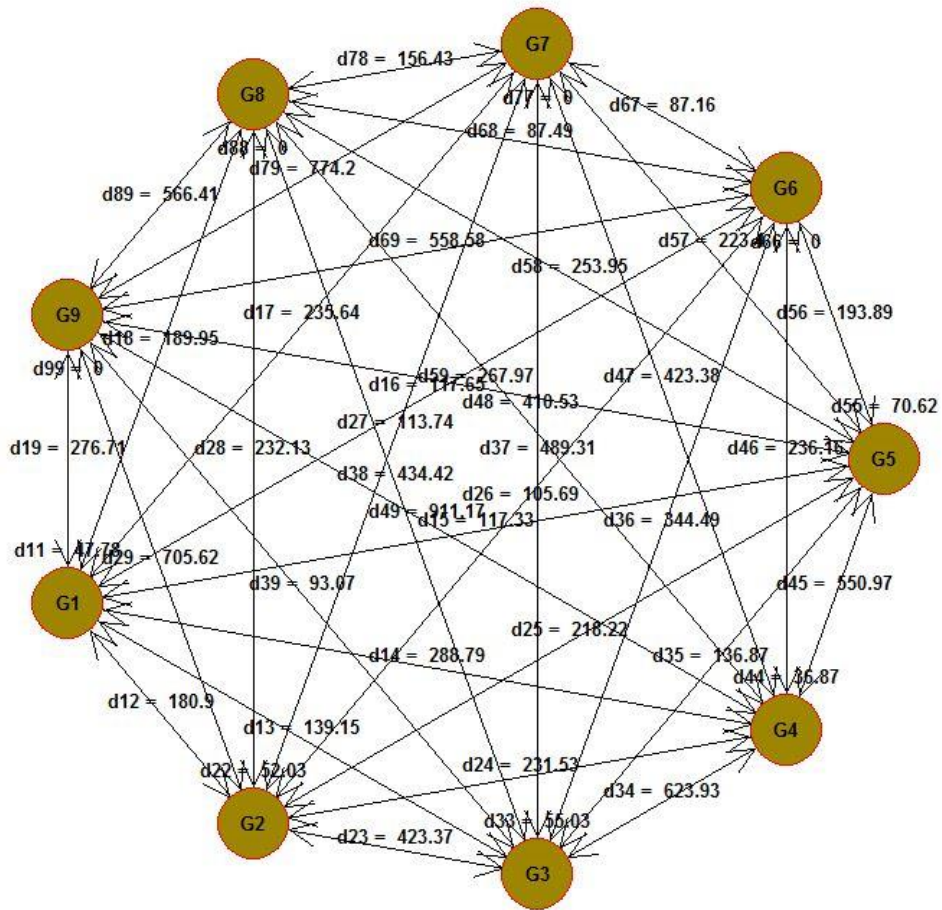 G7
d78 = 156.43
G8
d77 = 0
d67 = 87.16
d68 = 87.49
d88 = 0
d79 = 774.2
G6
d89 = 566.41
d69 = 558.58
d57 =
d66 = 0
d58 = 253.95
G9
d17 = 235.64
d56 = 193.89
d18 = 189.95
d99 = 0
d59 = 267.97
d47 = 423.38
d16 = 117.65
d48 = 410.53
d55 = 70.62
d27 = 113.74
d19 = 276.71
d28 = 232.13
d37 = 489.31
d46 = 236.16
G5
d38 = 434.42
d26 = 105.69
d49 = 911.17
d15 = 117.33
d36 = 344.49
d11 = 47.78
d29 = 705.62
d39 = 93.07
d45 = 550.97
G1
d25 = 218.22
d14 = 288.79
d35 = 136.87
d44 = 36.87
d12 = 180.9
d13 = 139.15
G4
d22 = 52.03
d24 = 231.53
d34 = 623.93
G2
d33 = 55.03
d23 = 423.37
G3